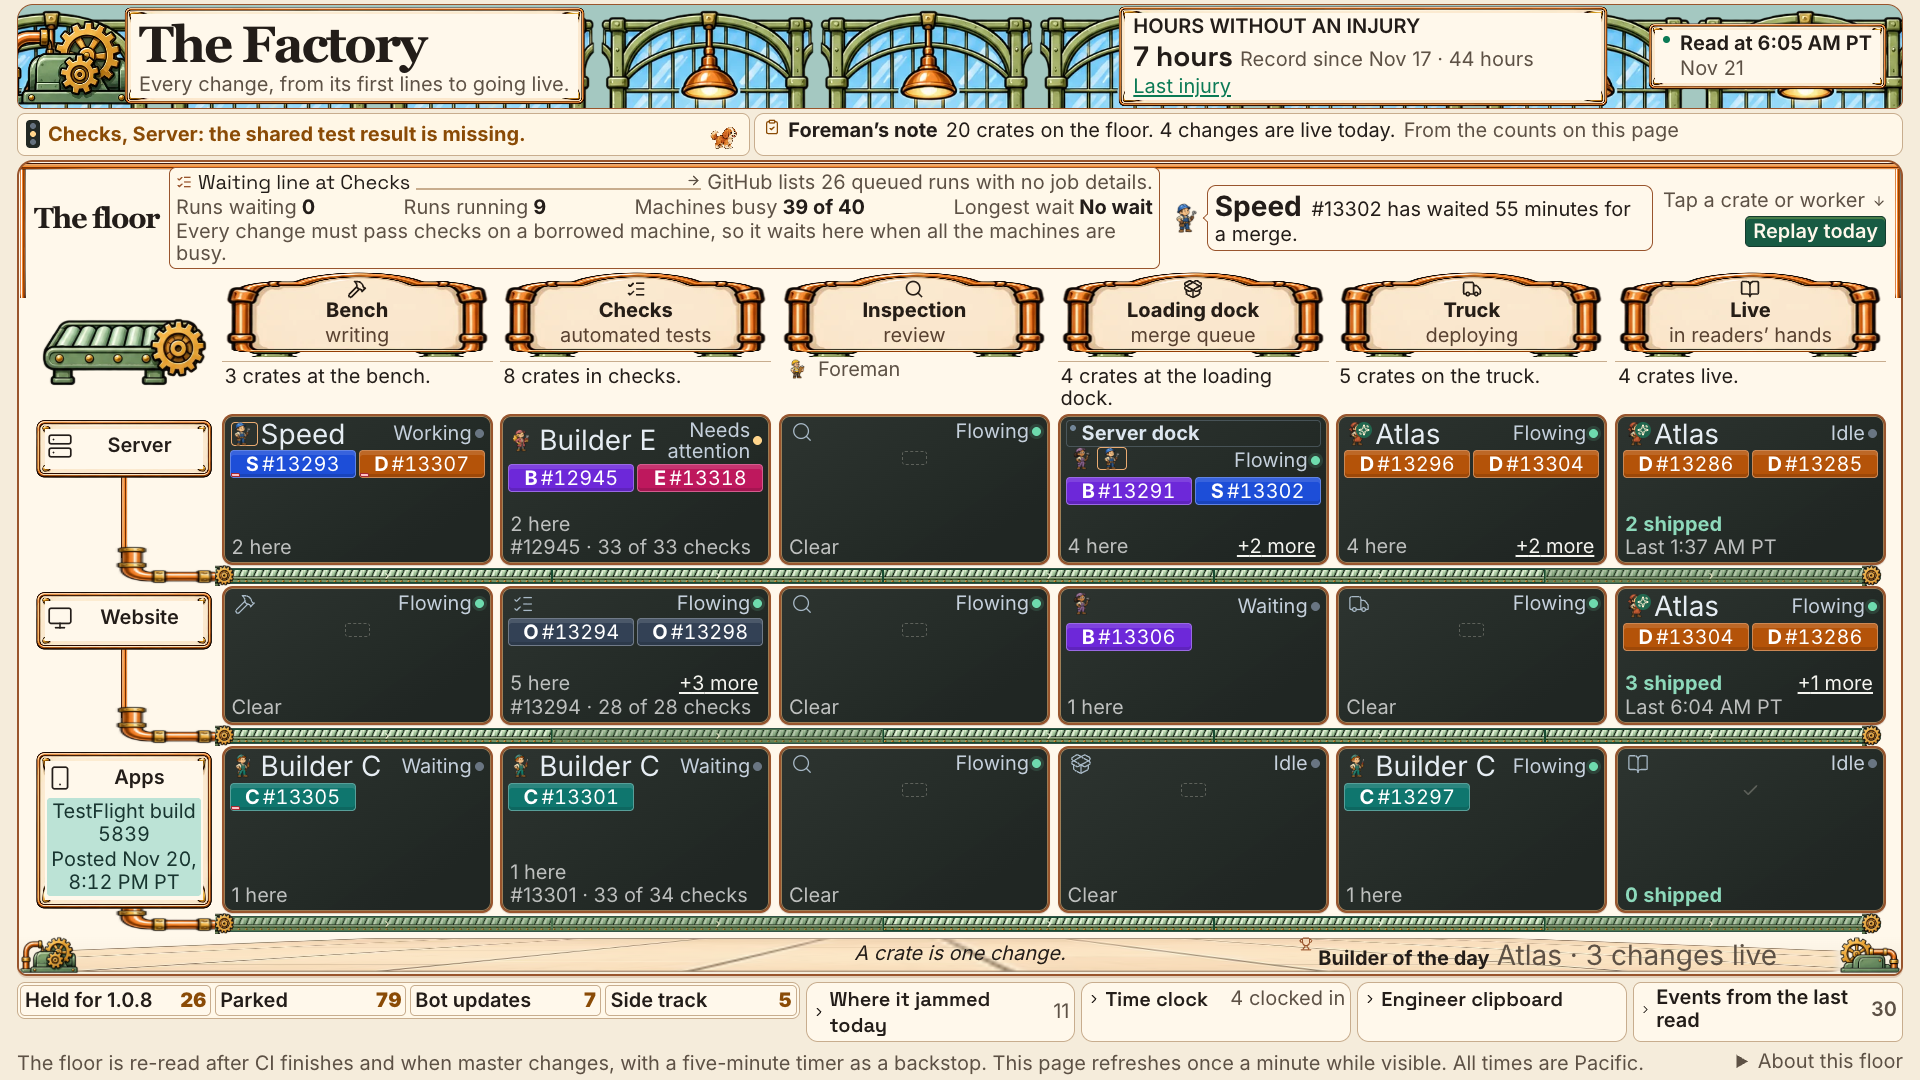 The Factory
Every change, from its first lines to going live.
HOURS WITHOUT AN INJURY
7 hours Record since Nov 17 · 44 hours
Last injury
Read at 6:05 AM PT
Nov 21
Checks, Server: the shared test result is missing.
Foreman's note 20 crates on the floor. 4 changes are live today. From the counts on this page
The floor
Waiting line at Checks → GitHub lists 26 queued runs with no job details.
Runs waiting 0 Runs running 9 Machines busy 39 of 40 Longest wait No wait
Every change must pass checks on a borrowed machine, so it waits here when all the machines are
busy.
Speed #13302 has waited 55 minutes for
a merge.
Tap a crate or worker ↓
Replay today
Bench
writing
Checks
automated tests
Inspection
review
Loading dock
merge queue
Truck
deploying
Live
in readers' hands
3 crates at the bench.
8 crates in checks.
Foreman
4 crates at the loading
dock.
5 crates on the truck.
4 crates live.
Server
Speed Working
S #13293 D #13307
2 here
Builder E Needs
attention
B #12945 E #13318
2 here
#12945 · 33 of 33 checks
Flowing
Clear
Server dock
Flowing
B #13291 S #13302
4 here +2 more
Atlas Flowing
D #13296 D #13304
4 here +2 more
Atlas Idle
D #13286 D #13285
2 shipped
Last 1:37 AM PT
Website
Flowing
Clear
Flowing
O #13294 O #13298
5 here +3 more
#13294 · 28 of 28 checks
Flowing
Clear
Waiting
B #13306
1 here
Flowing
Clear
Atlas Flowing
D #13304 D #13286
3 shipped +1 more
Last 6:04 AM PT
Apps
TestFlight build
5839
Posted Nov 20,
8:12 PM PT
Builder C Waiting
C #13305
1 here
Builder C Waiting
C #13301
1 here
#13301 · 33 of 34 checks
Flowing
Clear
Idle
Clear
Builder C Flowing
C #13297
1 here
Idle
0 shipped
A crate is one change.
Builder of the day Atlas · 3 changes live
Held for 1.0.8 26
Parked 79
Bot updates 7
Side track 5
Where it jammed
today 11
Time clock 4 clocked in
Engineer clipboard
Events from the last
read 30
The floor is re-read after CI finishes and when master changes, with a five-minute timer as a backstop. This page refreshes once a minute while visible. All times are Pacific.
▶ About this floor